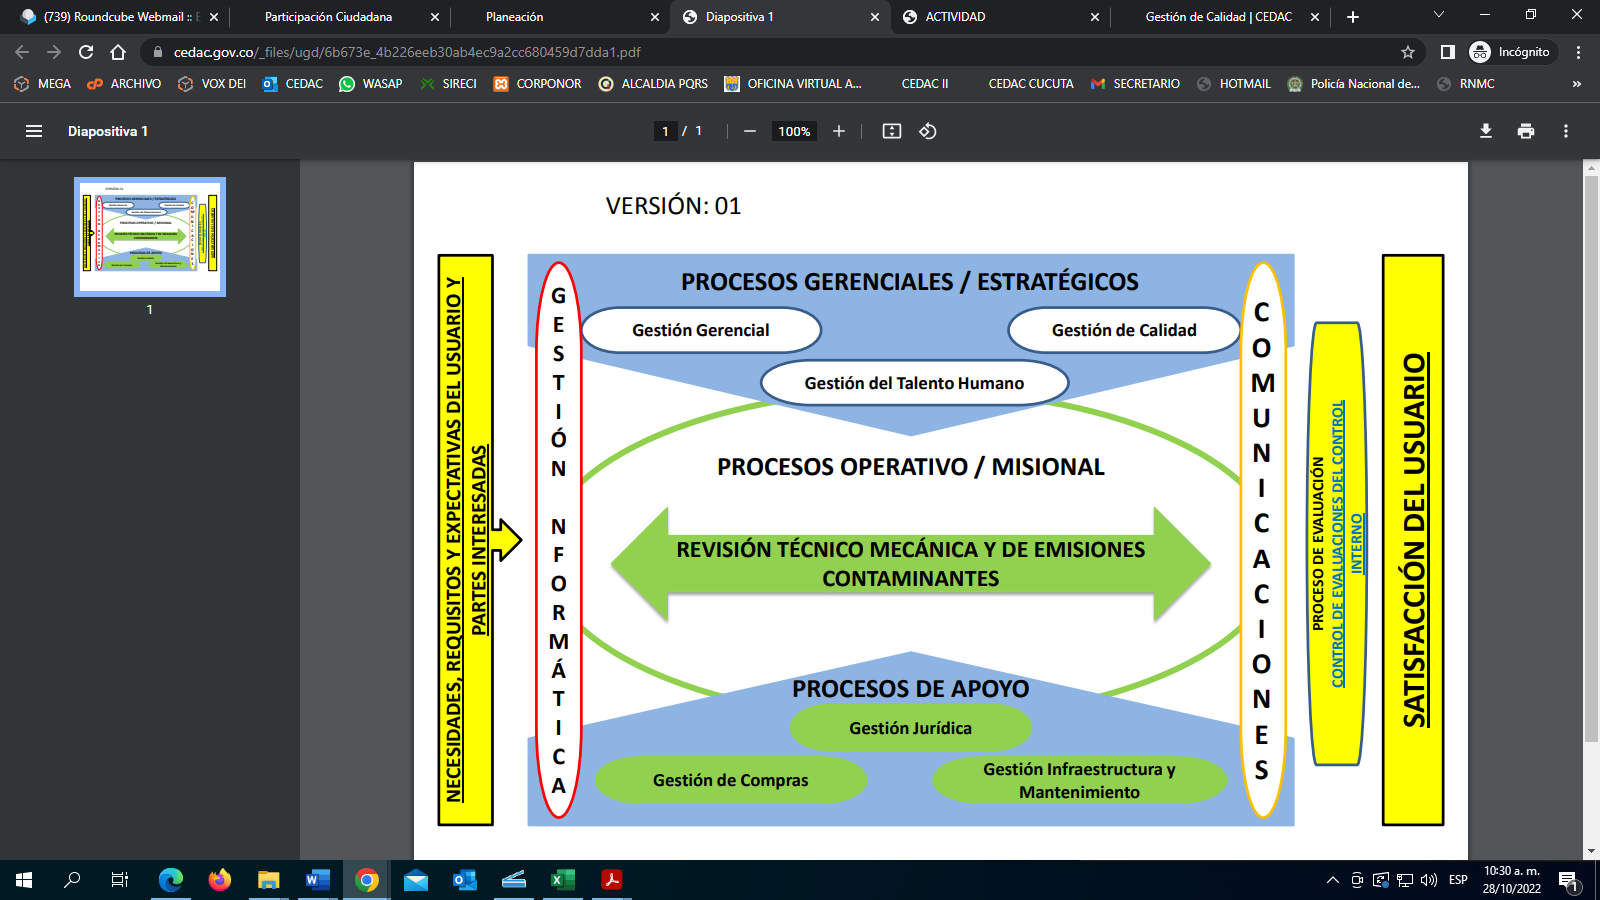 (739) Roundcube Webmail :: E
Participación Ciudadana
Planeación
Diapositiva 1
ACTIVIDAD
Gestión de Calidad | CEDAC
cedac.gov.co/_files/ugd/6b673e_4b226eeb30ab4ec9a2cc680459d7dda1.pdf
Incógnito
MEGA
ARCHIVO
VOX DEI
CEDAC
WASAP
SIRECI
CORPONOR
ALCALDIA PQRS
OFICINA VIRTUAL A...
CEDAC II
CEDAC CUCUTA
SECRETARIO
HOTMAIL
Policía Nacional de...
RNMC
»
Diapositiva 1
1 / 1
100%
1
VERSIÓN: 01
NECESIDADES, REQUISITOS Y EXPECTATIVAS DEL USUARIO Y
PARTES INTERESADAS
GESTIÓN NFORMÁTICA
PROCESOS GERENCIALES / ESTRATÉGICOS
Gestión Gerencial
Gestión de Calidad
Gestión del Talento Humano
PROCESOS OPERATIVO / MISIONAL
REVISIÓN TÉCNICO MECÁNICA Y DE EMISIONES
CONTAMINANTES
PROCESOS DE APOYO
Gestión Jurídica
Gestión de Compras
Gestión Infraestructura y
Mantenimiento
COMUNICACIONES
PROCESO DE EVALUACIÓN
CONTROL DE EVALUACIONES DEL CONTROL
INTERNO
SATISFACCIÓN DEL USUARIO
ESP
10:30 a. m.
28/10/2022
1